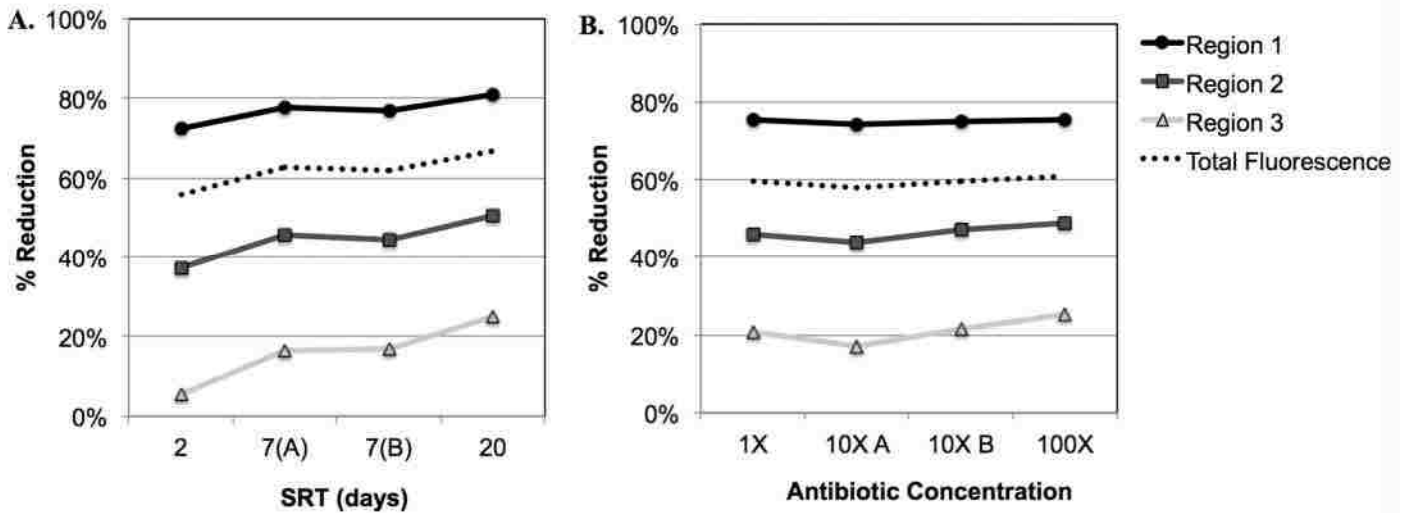 A.
% Reduction
100%
80%
60%
40%
20%
0%
2 7(A) 7(B) 20
SRT (days)
B.
% Reduction
100%
80%
60%
40%
20%
0%
1X 10X A 10X B 100X
Antibiotic Concentration
Region 1
Region 2
Region 3
Total Fluorescence